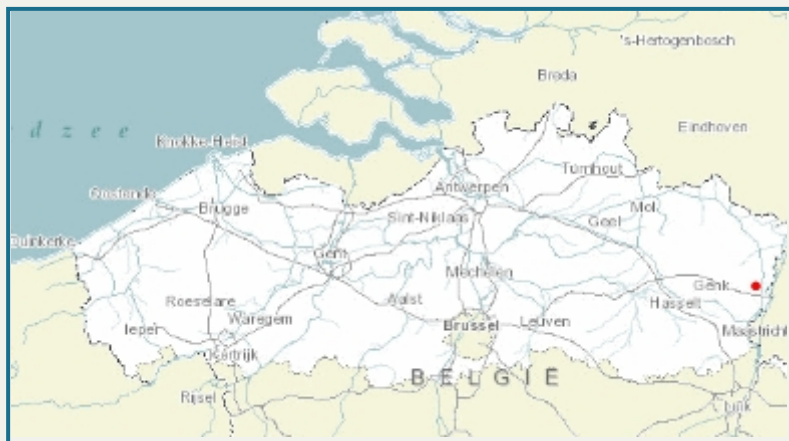 's-Hertogenbosch
Breda
d z e e
Eindhoven
Knokke-Heist
Turnhout
Antwerpen
Oostende
Mol
Brugge
Sint-Niklaas
Geel
Duinkerke
Gent
Mechelen
Genk
Roeselare
Aalst
Hasselt
Ieper
Waregem
Brussel
Leuven
Maastricht
Kortrijk
BELGIË
Rijsel
Luik